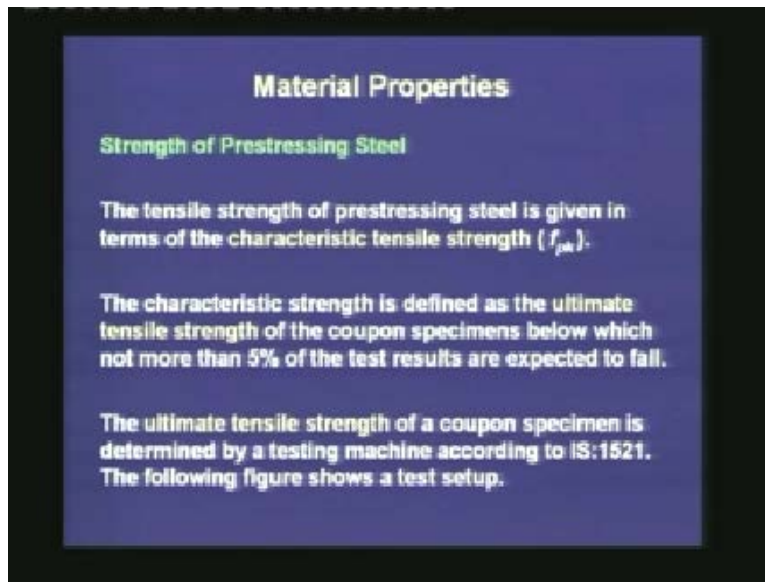 Material Properties
Strength of Prestressing Steel
The tensile strength of prestressing steel is given in
terms of the characteristic tensile strength (fpk).
The characteristic strength is defined as the ultimate
tensile strength of the coupon specimens below which
not more than 5% of the test results are expected to fall.
The ultimate tensile strength of a coupon specimen is
determined by a testing machine according to IS:1521.
The following figure shows a test setup.